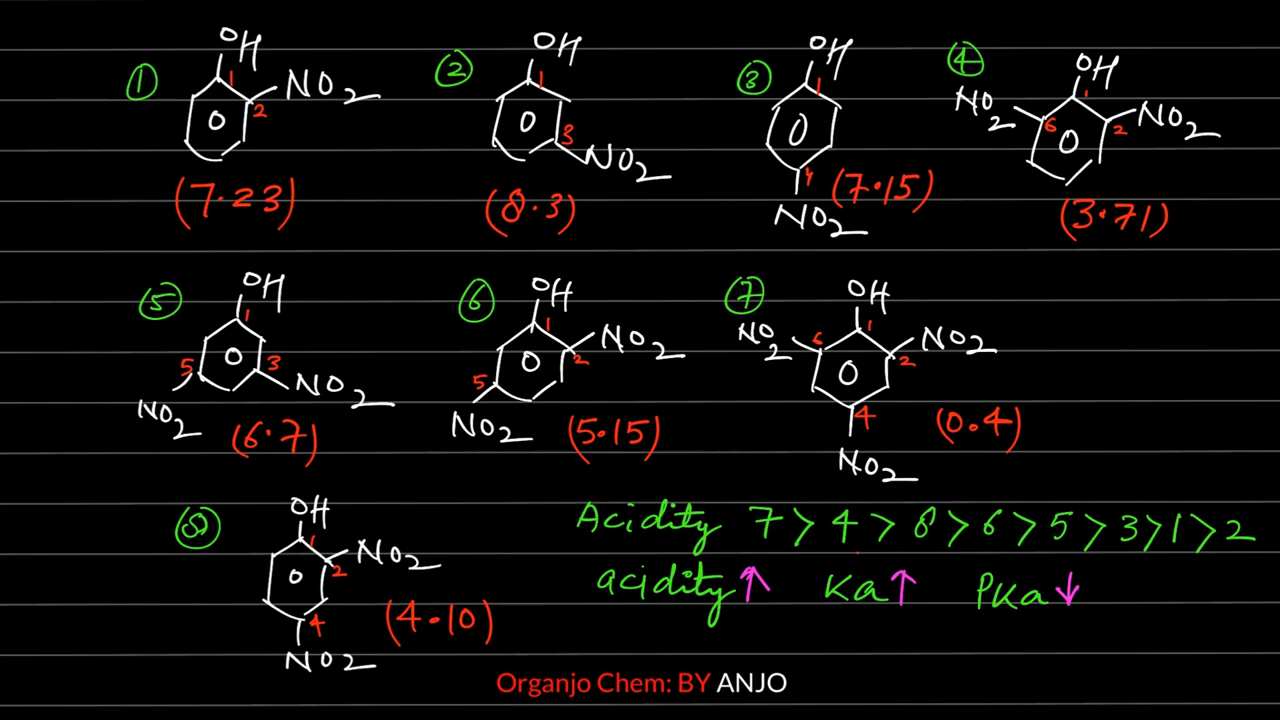 ① OH 1 2 NO2 (7.23)
② OH 1 3 NO2 (8.3)
③ OH 1 4 NO2 (7.15)
④ OH NO2 6 1 2 NO2 (3.71)
⑤ OH 1 5 3 NO2 NO2 (6.7)
⑥ OH 1 2 NO2 5 NO2 (5.15)
⑦ OH NO2 6 1 2 NO2 4 NO2 (0.4)
⑧ OH 1 2 NO2 4 NO2 (4.10)
Acidity 7 > 4 > 8 > 6 > 5 > 3 > 1 > 2
acidity ↑ Ka ↑ PKa ↓
Organjo Chem: BY ANJO